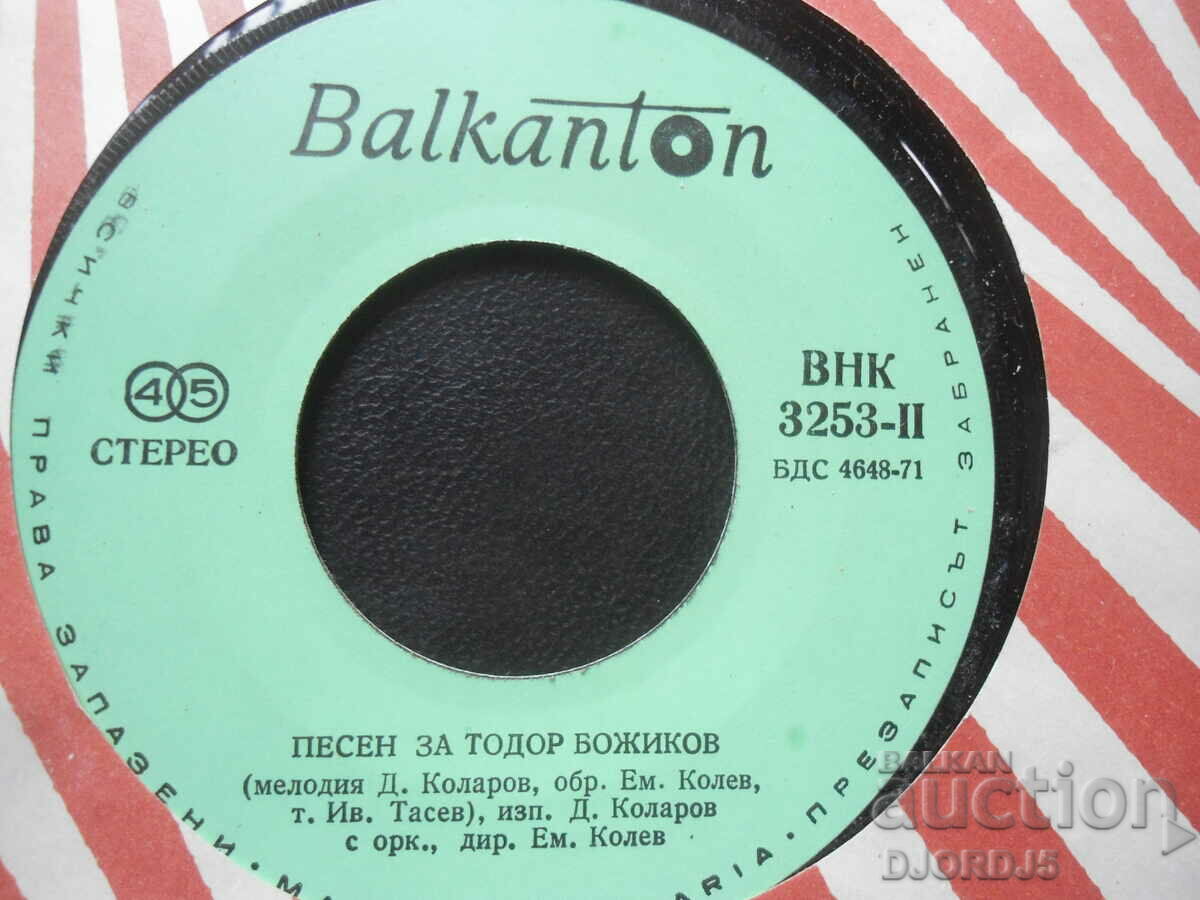 Balkanton
ВСИЧКИ ПРАВА ЗАПАЗЕНИ · ПРЕЗАПИСЪТ ЗАБРАНЕН
45
СТЕРЕО
ВНК
3253-II
БДС 4648-71
ПЕСЕН ЗА ТОДОР БОЖИКОВ
(мелодия Д. Коларов, обр. Ем. Колев,
т. Ив. Тасев), изп. Д. Коларов
с орк., дир. Ем. Колев
BALKAN
auction
DJORDJ5